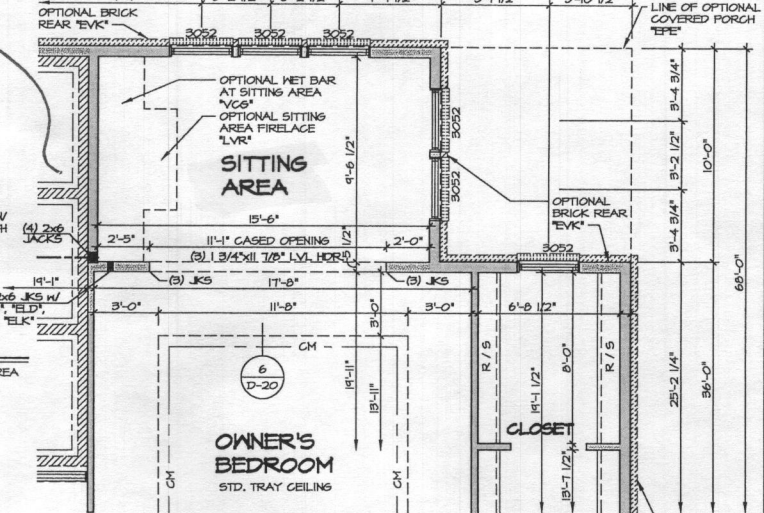 OPTIONAL BRICK
REAR "EVK"
LINE OF OPTIONAL
COVERED PORCH
"EPE"
3052
3052
3052
OPTIONAL WET BAR
AT SITTING AREA
"VCG"
OPTIONAL SITTING
AREA FIRELACE
"LVR"
SITTING
AREA
9'-6 1/2"
3052
3052
3'-4 3/4"
3'-2 1/2"
3'-4 3/4"
10'-0"
68'-0"
OPTIONAL
BRICK REAR
"EVK"
3052
(4) 2x6
JACKS
15'-6"
2'-5"
11'-1" CASED OPENING
2'-0"
(3) 1 3/4"x11 7/8" LVL HDR
(3) JKS
(3) JKS
19'-1"
17'-8"
JKS W/
"ELD",
"ELK"
3'-0"
11'-8"
3'-0"
6'-8 1/2"
3'-0"
CM
6
D-20
19'-11"
13'-11"
R / S
R / S
8'-0"
19'-1 1/2"
25'-2 1/4"
36'-0"
CLOSET
13'-7 1/2"
OWNER'S
BEDROOM
STD. TRAY CEILING
CM
CM